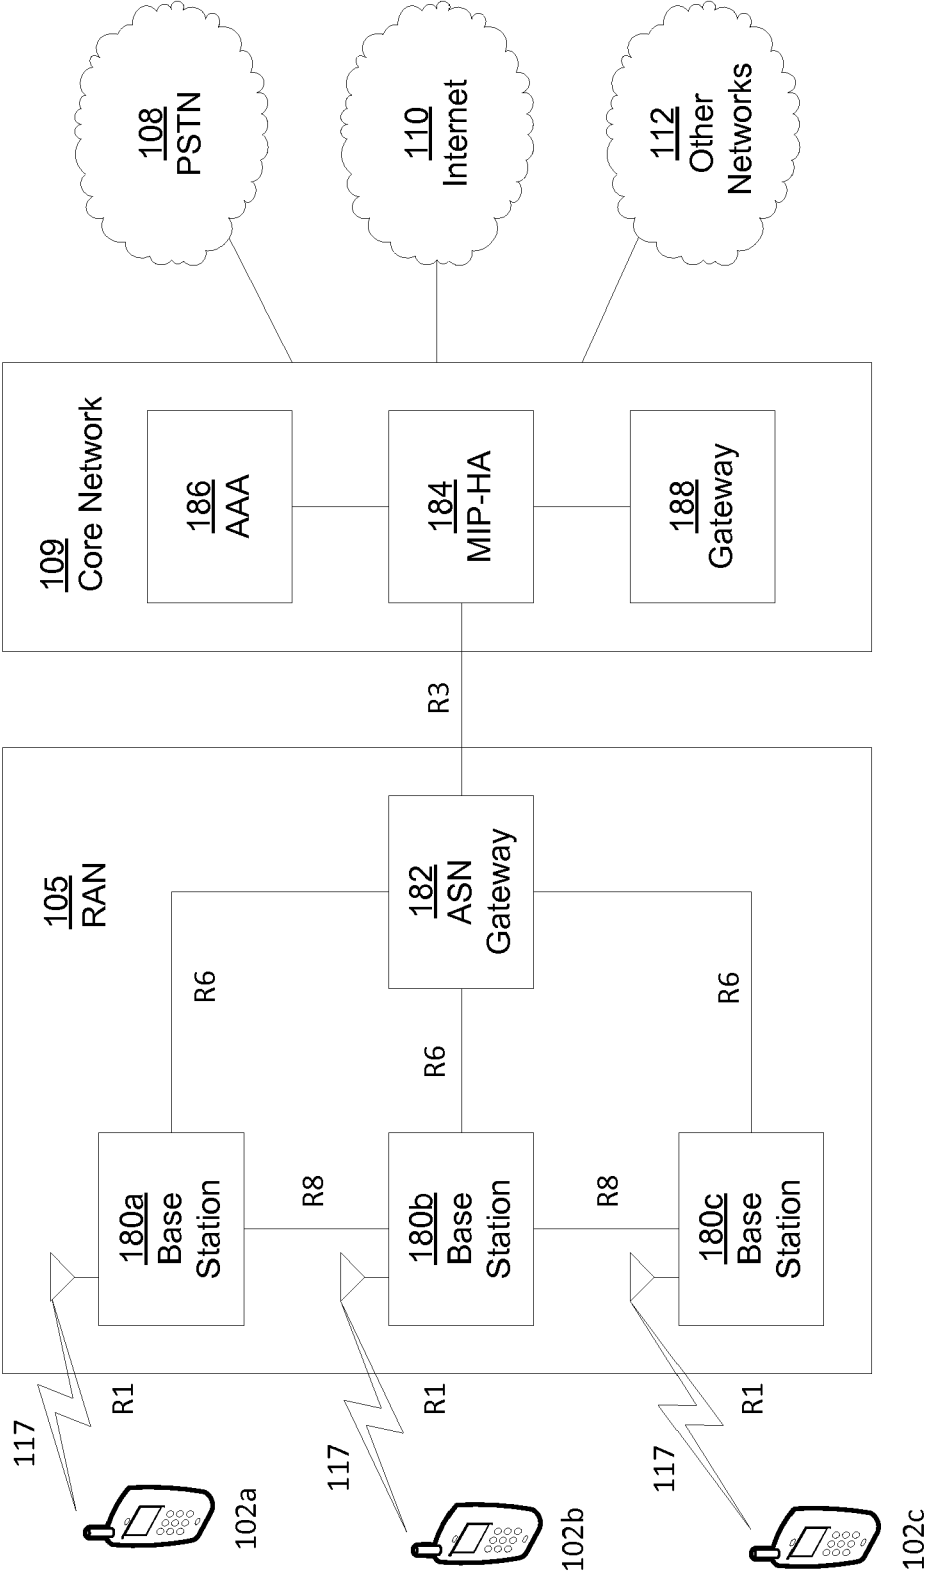 117
R1
102a
117
R1
102b
117
R1
102c
105
RAN
180a
Base
Station
R8
180b
Base
Station
R8
180c
Base
Station
R6
R6
R6
182
ASN
Gateway
R3
109
Core Network
186
AAA
184
MIP-HA
188
Gateway
108
PSTN
110
Internet
112
Other
Networks